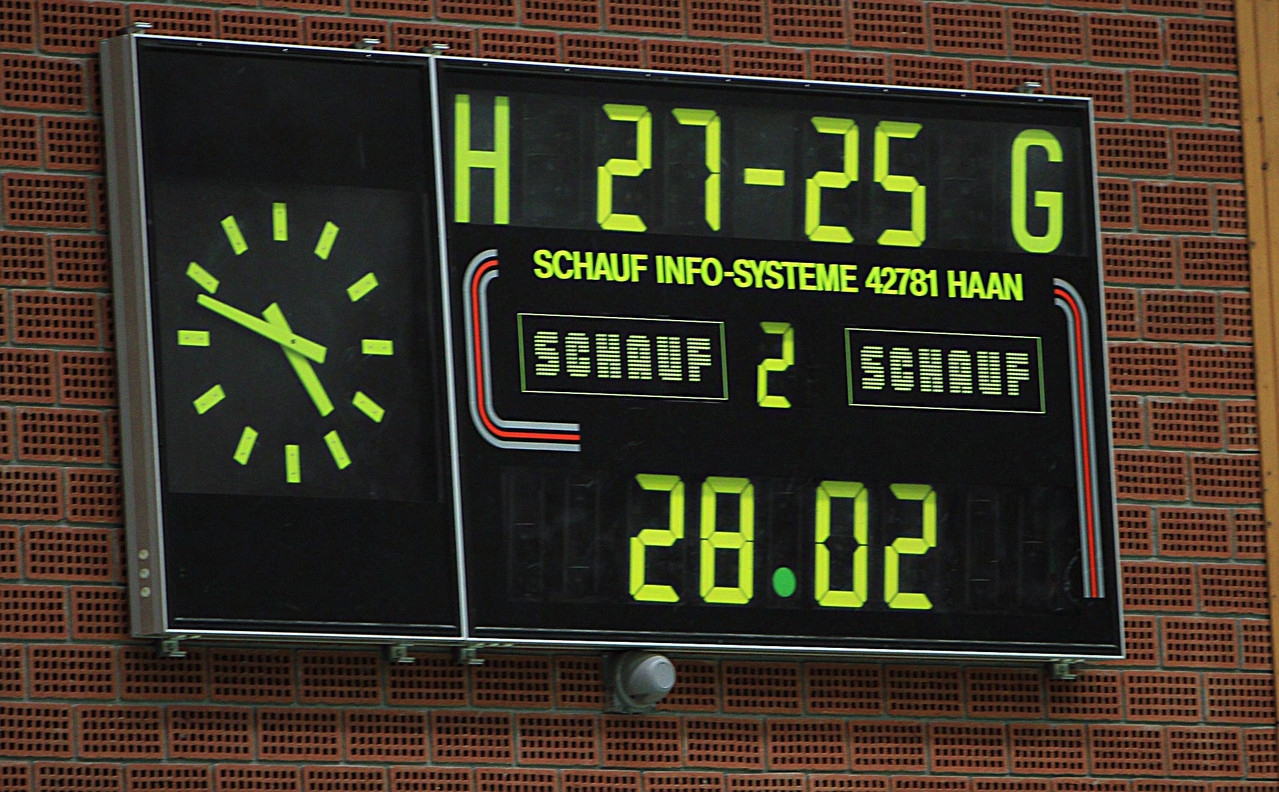 H 27-25 G
SCHAUF INFO-SYSTEME 42781 HAAN
SCHAUF 2 SCHAUF
28.02